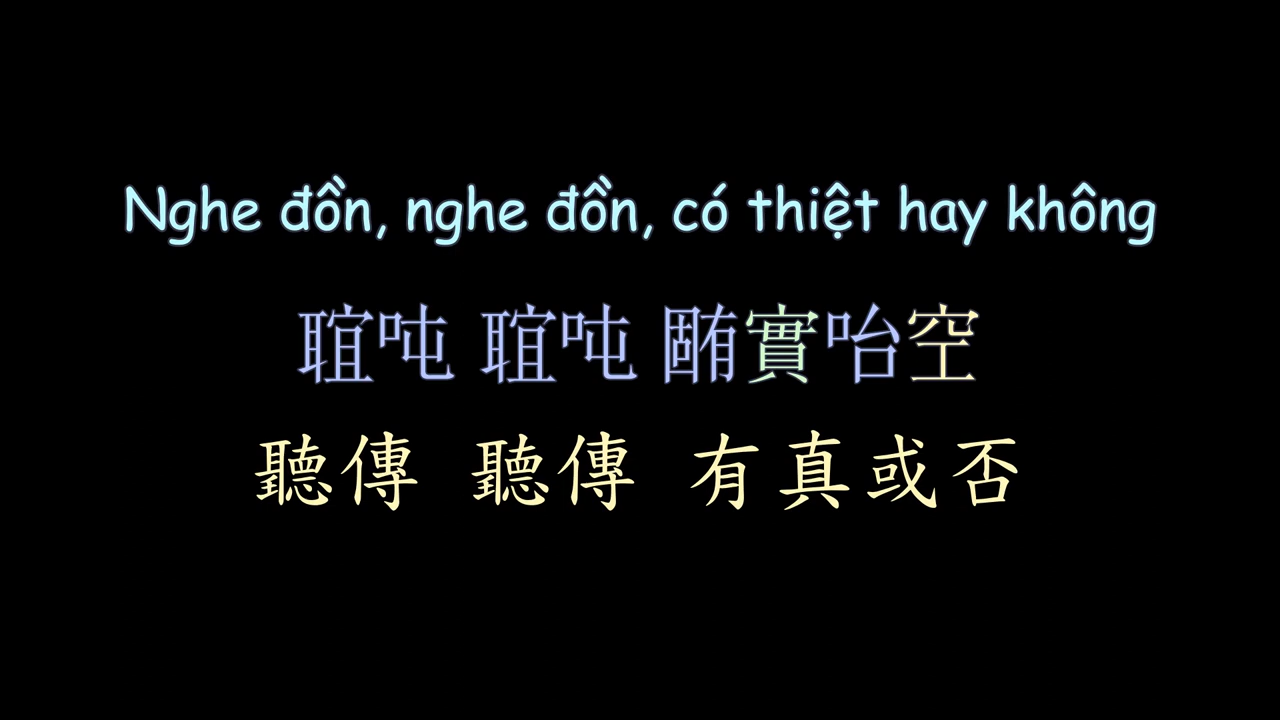 Nghe đồn, nghe đồn, có thiệt hay không
𦖑吨 𦖑吨 𣎏實咍空
聽傳 聽傳 有真或否